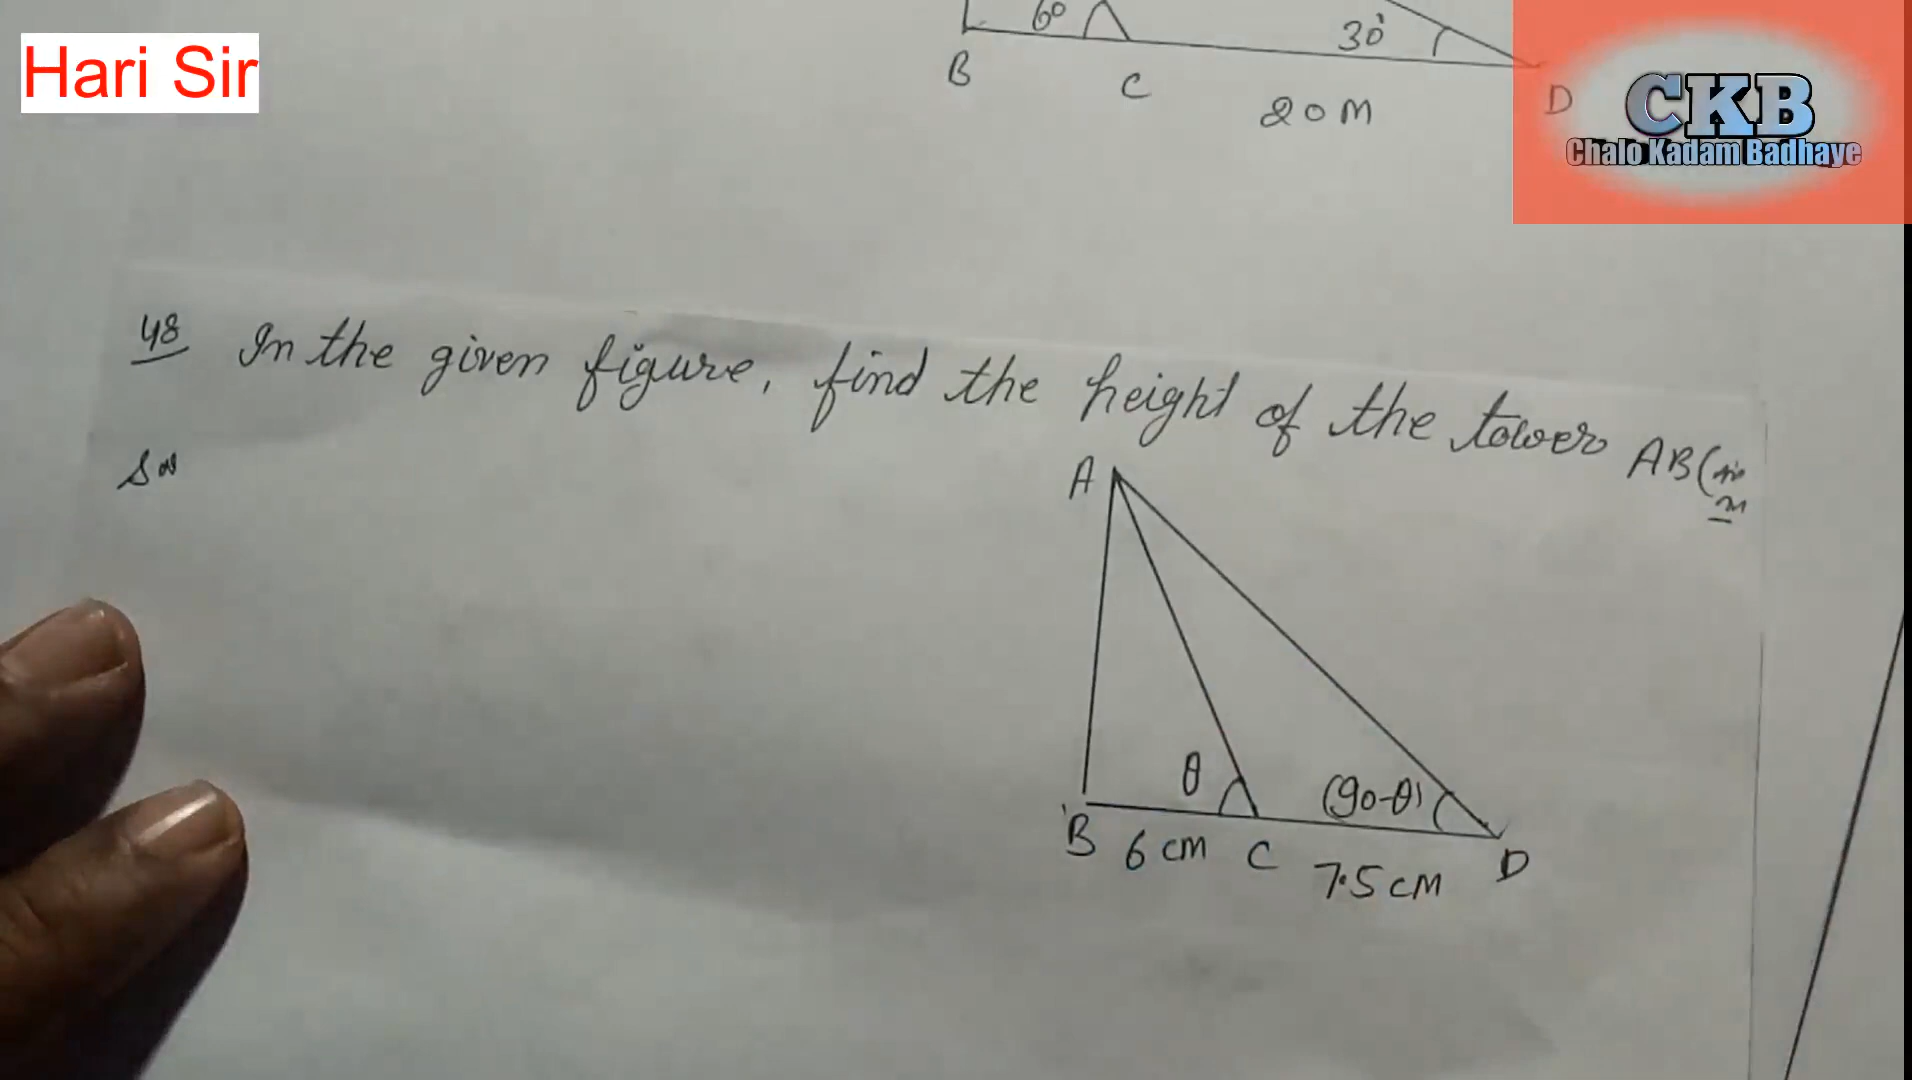 Hari Sir
60
30°
B
C
20 M
D
CKB
Chalo Kadam Badhaye
48 In the given figure, find the height of the tower AB (in m
A
θ
(90-θ)
B 6 cm C 7.5 cm D